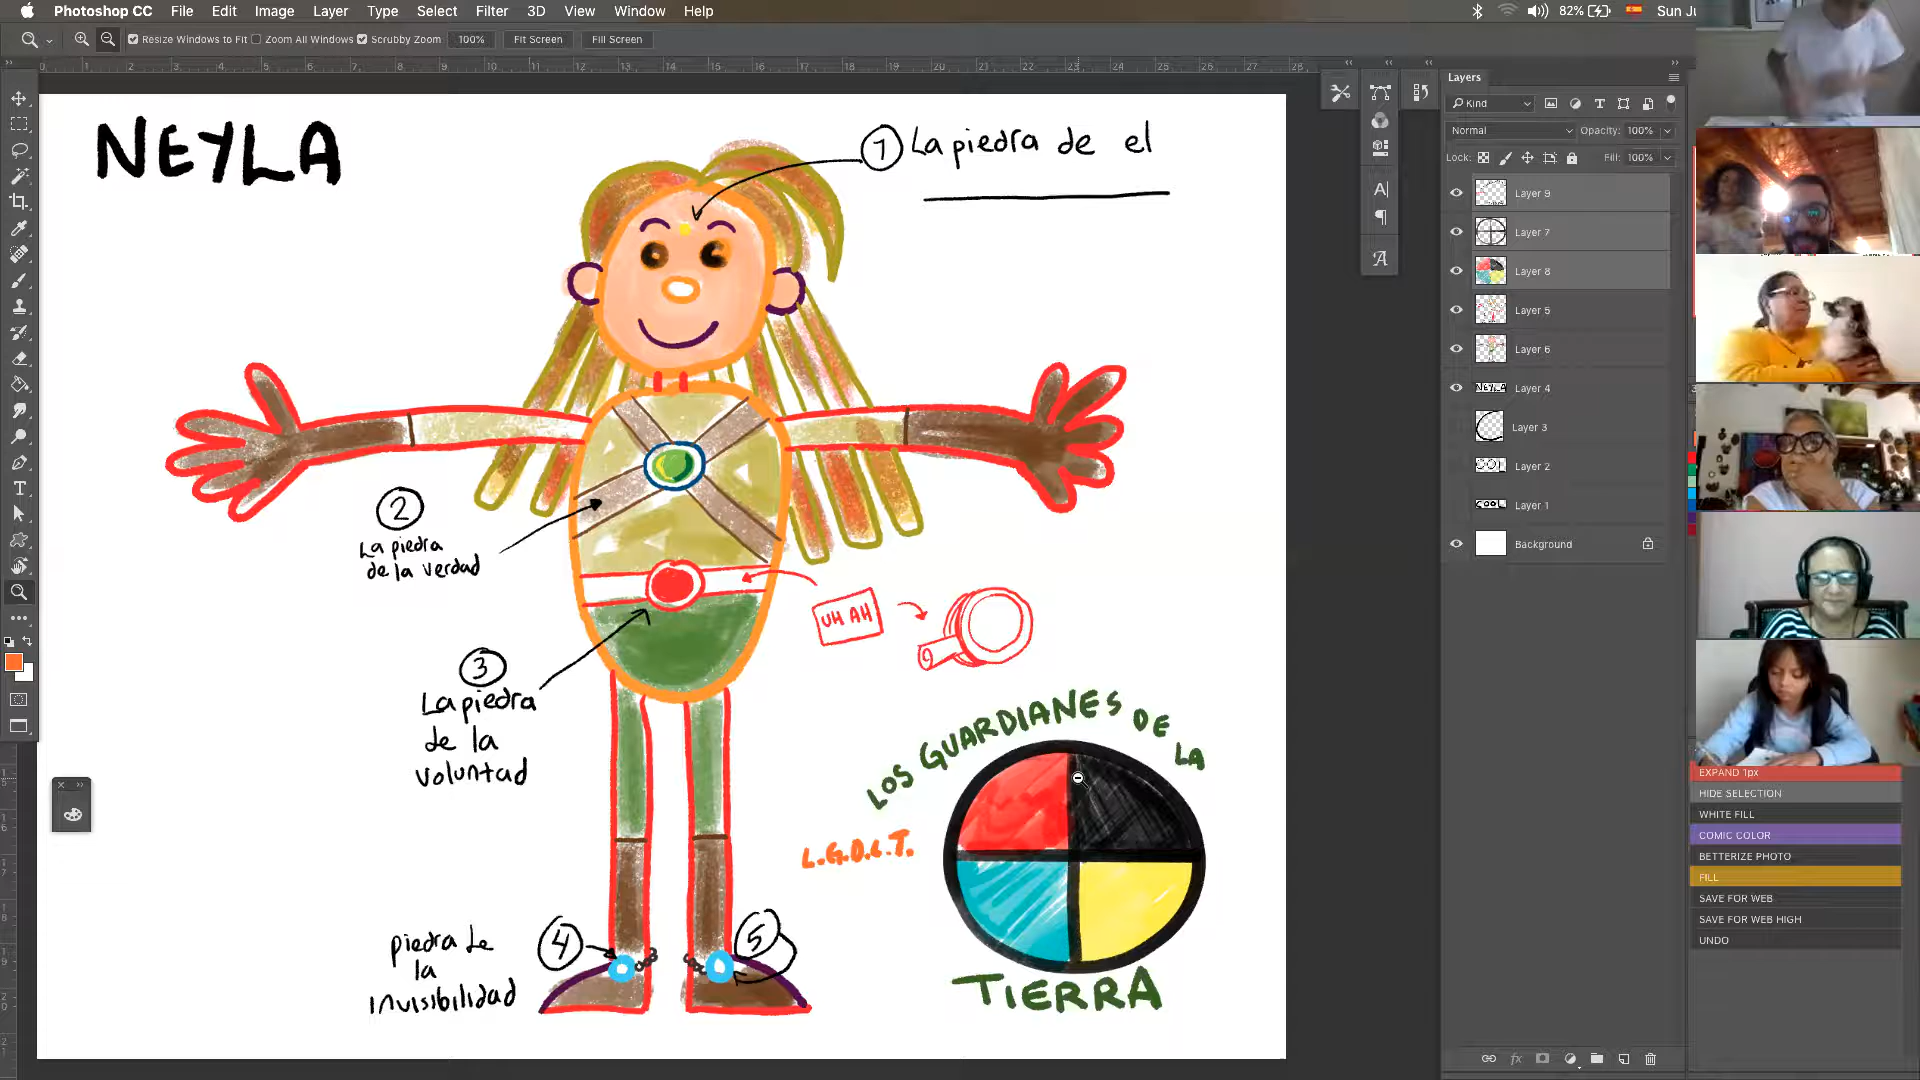 Photoshop CC File Edit Image Layer Type Select Filter 3D View Window Help 82%
Resize Windows to Fit Zoom All Windows Scrubby Zoom 100% Fit Screen Fill Screen
NEYLA
1 La piedra de el
2
La piedra
de la verdad
UH AH
3
La piedra
de la
voluntad
LOS GUARDIANES DE LA
L.G.D.L.T.
TIERRA
piedra de
la
invisibilidad
4
5
Layers
Kind
Normal Opacity: 100%
Lock: Fill: 100%
Layer 9
Layer 7
Layer 8
Layer 5
Layer 6
NEYLA Layer 4
Layer 3
Layer 2
COOL Layer 1
Background
EXPAND 1px
HIDE SELECTION
WHITE FILL
COMIC COLOR
BETTERIZE PHOTO
FILL
SAVE FOR WEB
SAVE FOR WEB HIGH
UNDO